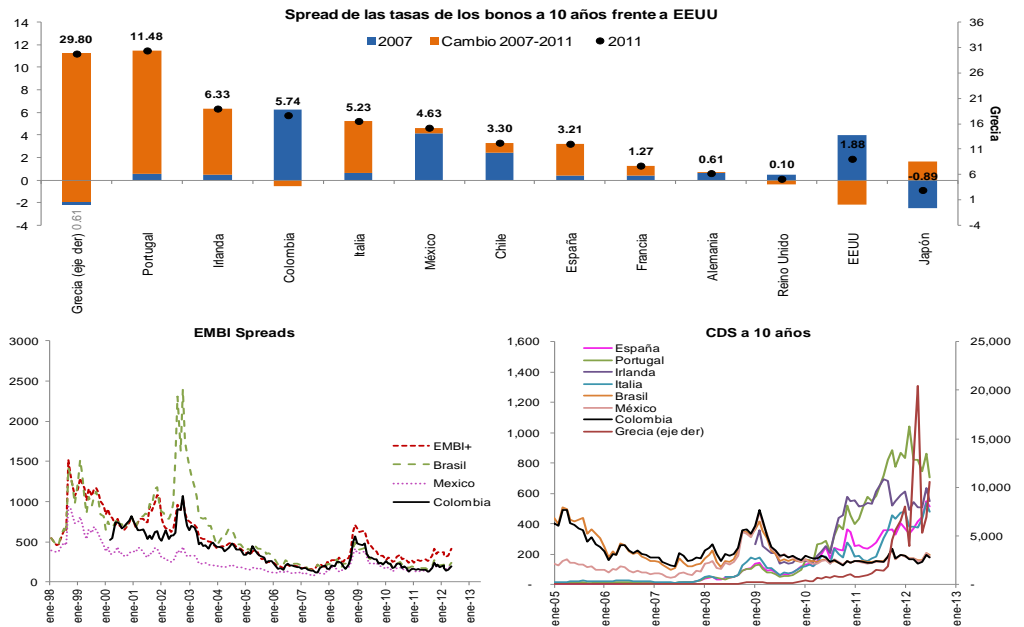 Spread de las tasas de los bonos a 10 años frente a EEUU
2007 Cambio 2007-2011 2011
14
12
10
8
6
4
2
0
-2
-4
36
31
26
21
16
11
6
1
-4
Grecia
29.80
11.48
6.33
5.74
5.23
4.63
3.30
3.21
1.27
0.61
0.10
1.88
-0.89
0.61
Grecia (eje der)
Portugal
Irlanda
Colombia
Italia
México
Chile
España
Francia
Alemania
Reino Unido
EEUU
Japón
EMBI Spreads
3000
2500
2000
1500
1000
500
0
EMBI+
Brasil
Mexico
Colombia
ene-98
ene-99
ene-00
ene-01
ene-02
ene-03
ene-04
ene-05
ene-06
ene-07
ene-08
ene-09
ene-10
ene-11
ene-12
ene-13
CDS a 10 años
1,600
1,400
1,200
1,000
800
600
400
200
-
España
Portugal
Irlanda
Italia
Brasil
México
Colombia
Grecia (eje der)
25,000
20,000
15,000
10,000
5,000
-
ene-05
ene-06
ene-07
ene-08
ene-09
ene-10
ene-11
ene-12
ene-13